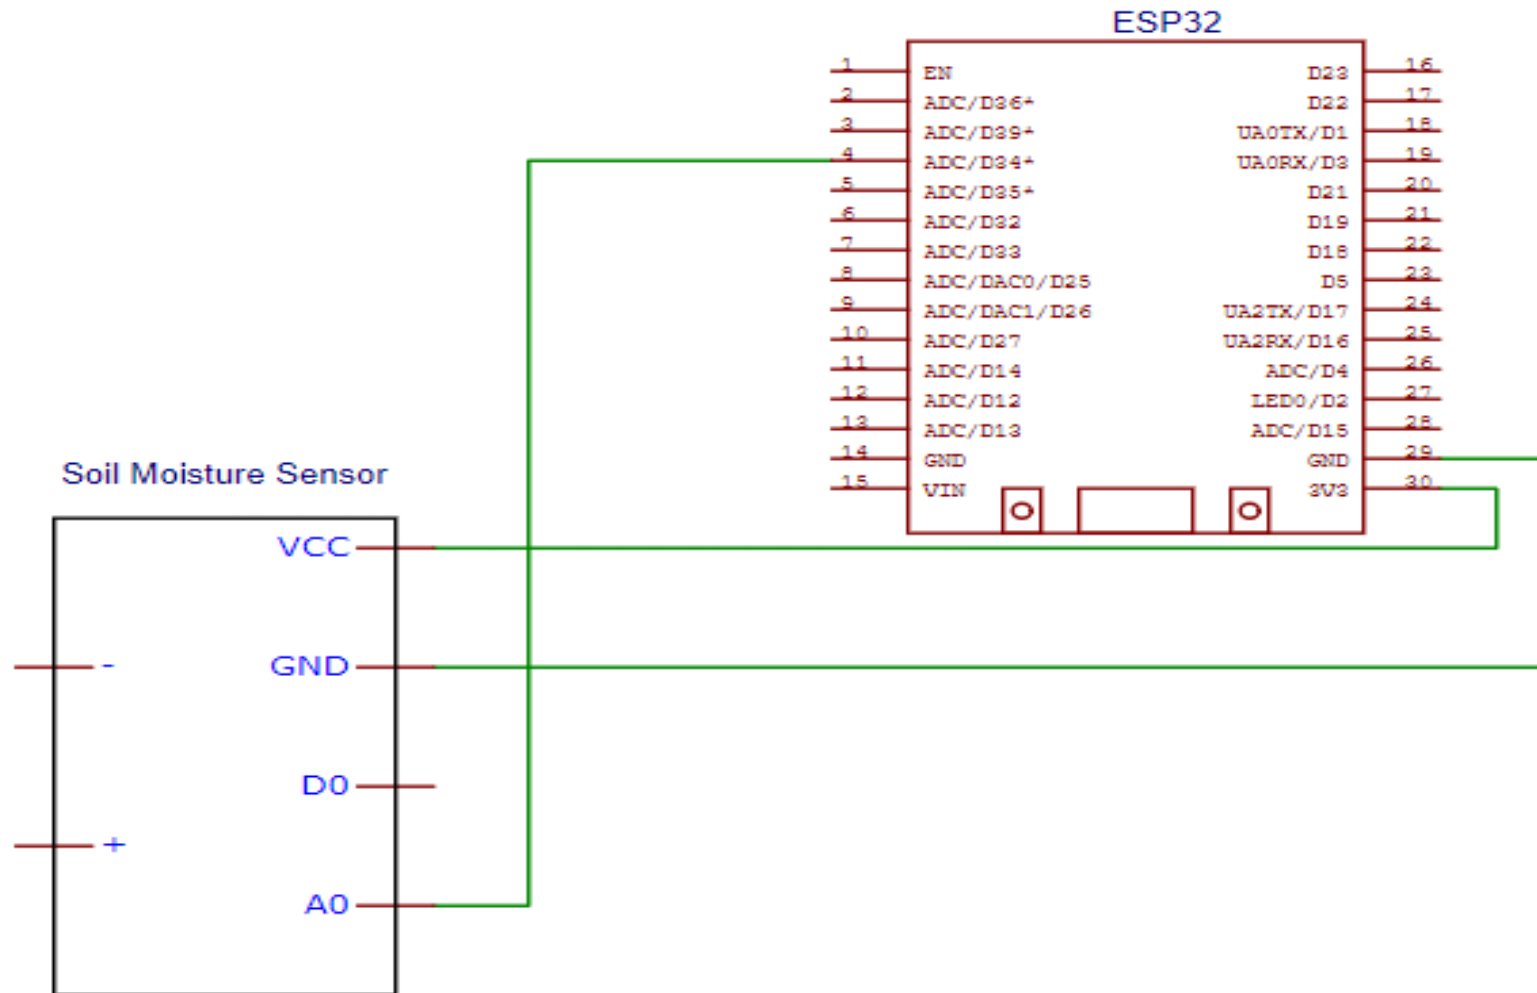 ESP32
1 EN D23 16
2 ADC/D36* D22 17
3 ADC/D39* UA0TX/D1 18
4 ADC/D34* UA0RX/D3 19
5 ADC/D35* D21 20
6 ADC/D32 D19 21
7 ADC/D33 D18 22
8 ADC/DAC0/D25 D5 23
9 ADC/DAC1/D26 UA2TX/D17 24
10 ADC/D27 UA2RX/D16 25
11 ADC/D14 ADC/D4 26
12 ADC/D12 LED0/D2 27
13 ADC/D13 ADC/D15 28
14 GND GND 29
15 VIN 3V3 30
Soil Moisture Sensor
VCC
- GND
D0
+
A0